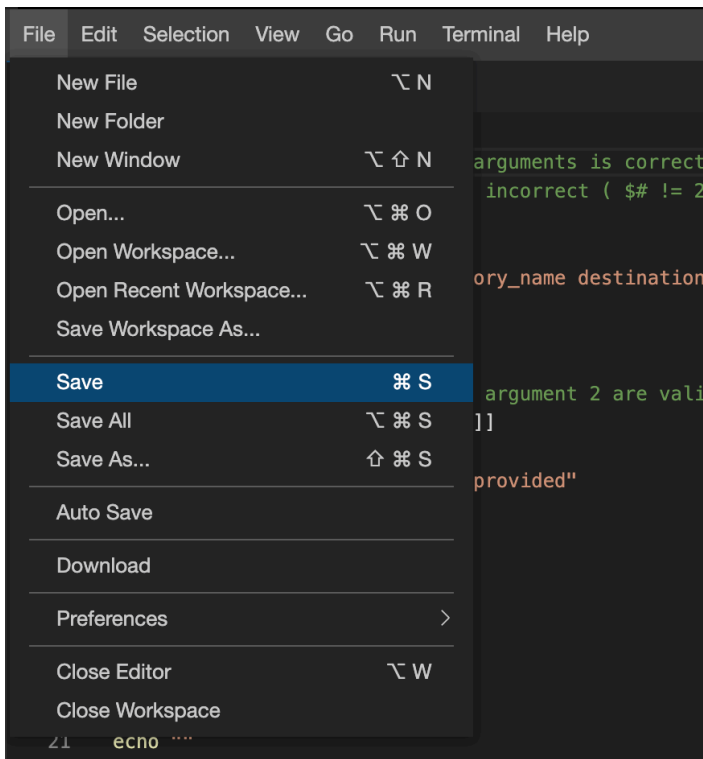 File Edit Selection View Go Run Terminal Help
New File ⌥ N
New Folder
New Window ⌥ ⇧ N
arguments is correct
incorrect ( $# != 2
Open... ⌥ ⌘ O
Open Workspace... ⌥ ⌘ W
Open Recent Workspace... ⌥ ⌘ R
ory_name destination
Save Workspace As...
Save ⌘ S
argument 2 are vali
Save All ⌥ ⌘ S
]]
Save As... ⇧ ⌘ S
provided"
Auto Save
Download
Preferences >
Close Editor ⌥ W
Close Workspace
21 echo ""